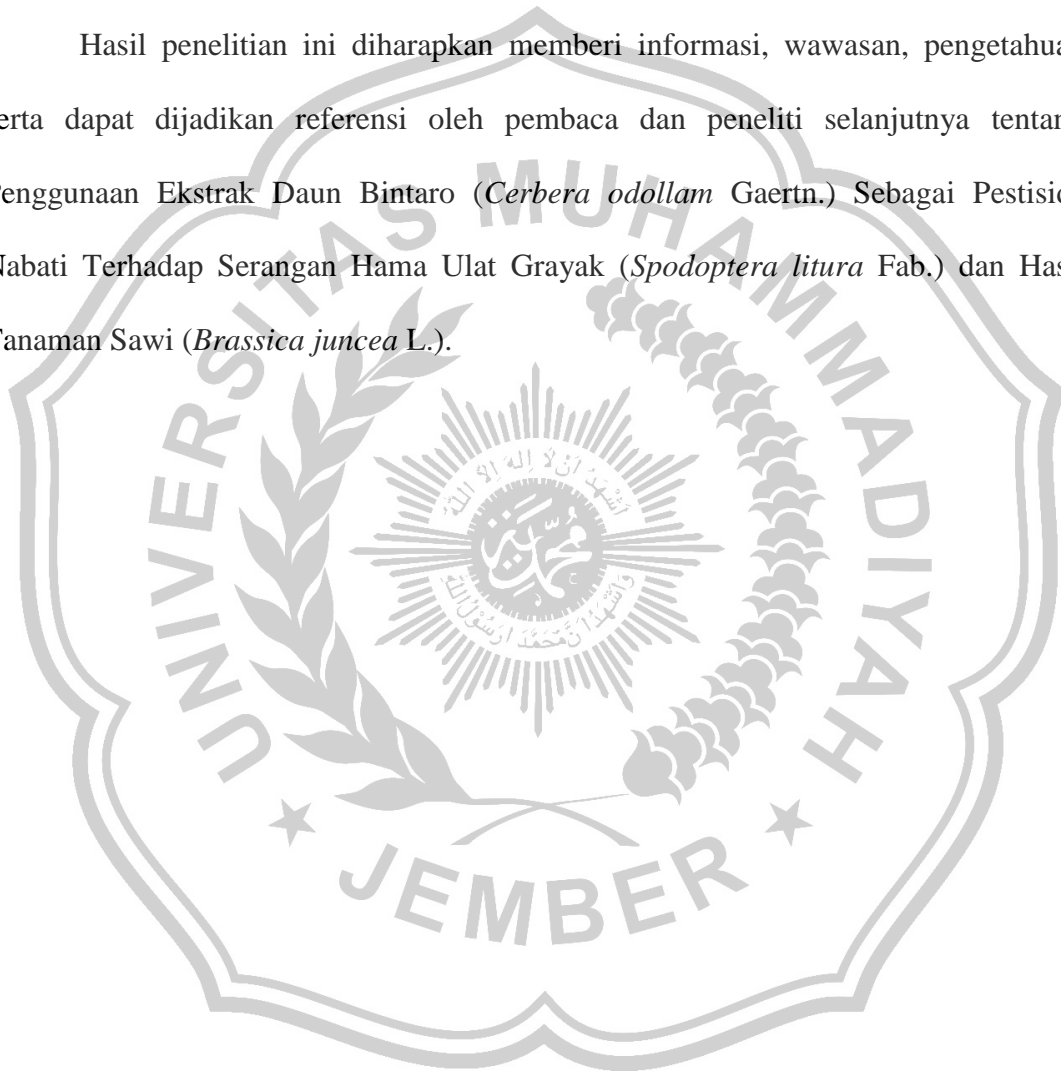 Hasil penelitian ini diharapkan memberi informasi, wawasan, pengetahua
erta dapat dijadikan referensi oleh pembaca dan peneliti selanjutnya tentan
Penggunaan Ekstrak Daun Bintaro (Cerbera odollam Gaertn.) Sebagai Pestisid
Nabati Terhadap Serangan Hama Ulat Grayak (Spodoptera litura Fab.) dan Has
Tanaman Sawi (Brassica juncea L.).
UNIVERSITAS MUHAMMADIYAH
JEMBER